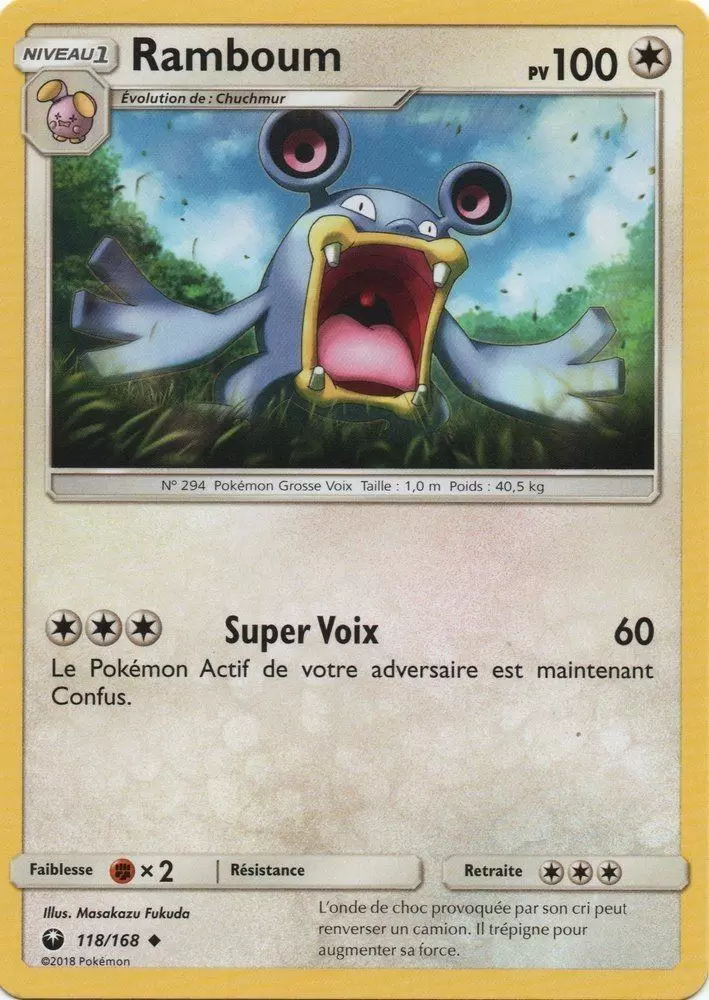 NIVEAU 1
Ramboum
PV 100
Évolution de : Chuchmur
N° 294 Pokémon Grosse Voix Taille : 1,0 m Poids : 40,5 kg
Super Voix 60
Le Pokémon Actif de votre adversaire est maintenant
Confus.
Faiblesse × 2 Résistance Retraite
Illus. Masakazu Fukuda
118/168
©2018 Pokémon
L'onde de choc provoquée par son cri peut
renverser un camion. Il trépigne pour
augmenter sa force.